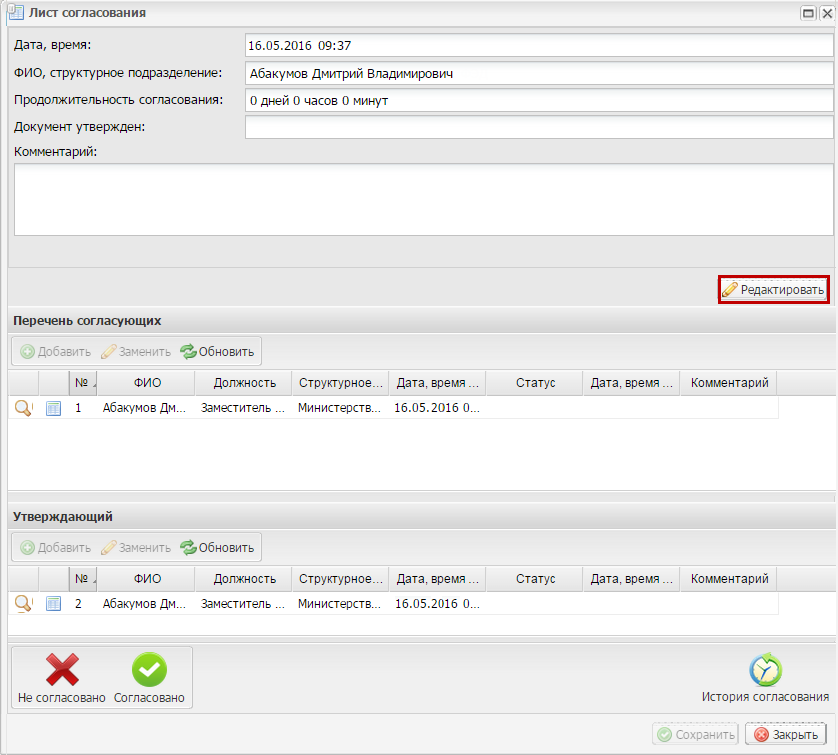 Лист согласования
Дата, время: 16.05.2016 09:37
ФИО, структурное подразделение: Абакумов Дмитрий Владимирович
Продолжительность согласования: 0 дней 0 часов 0 минут
Документ утвержден:
Комментарий:
Редактировать
Перечень согласующих
Добавить Заменить Обновить
№ ФИО Должность Структурное... Дата, время ... Статус Дата, время ... Комментарий
1 Абакумов Дм... Заместитель ... Министерств... 16.05.2016 0...
Утверждающий
Добавить Заменить Обновить
№ ФИО Должность Структурное... Дата, время ... Статус Дата, время ... Комментарий
2 Абакумов Дм... Заместитель ... Министерств... 16.05.2016 0...
Не согласовано Согласовано История согласования
Сохранить Закрыть